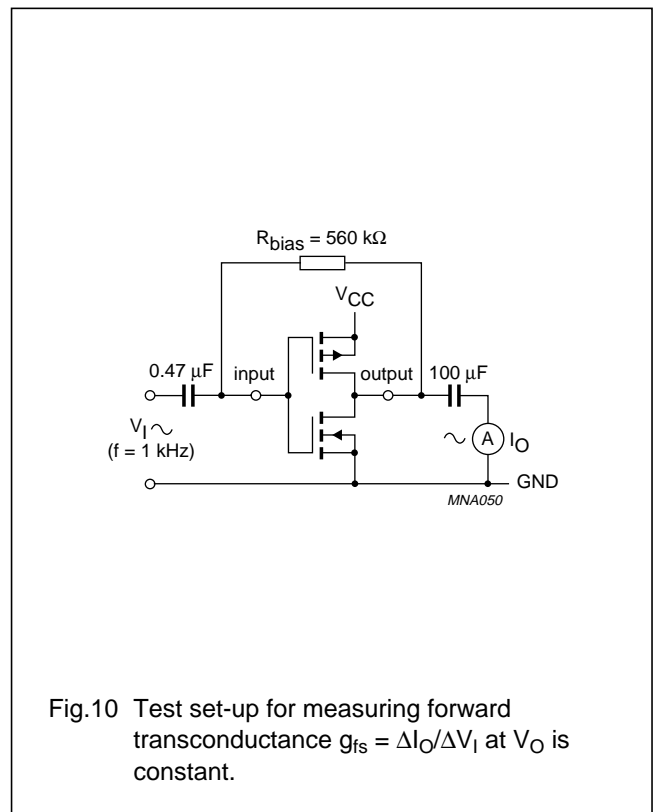 R_bias = 560 kΩ
V_CC
0.47 μF
input
output
100 μF
V_I ∼
(f = 1 kHz)
∼
A
I_O
GND
MNA050
Fig.10 Test set-up for measuring forward
transconductance g_fs = ΔI_O/ΔV_I at V_O is
constant.